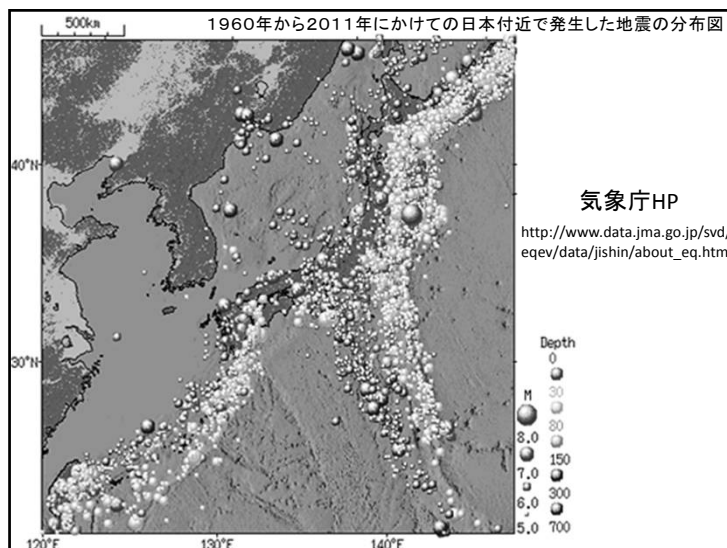 500km
1960年から2011年にかけての日本付近で発生した地震の分布図
40°N
30°N
120°E
130°E
140°E
気象庁HP
http://www.data.jma.go.jp/svd/
eqev/data/jishin/about_eq.htm
Depth
0
30
80
150
300
700
M
8.0
7.0
6.0
5.0